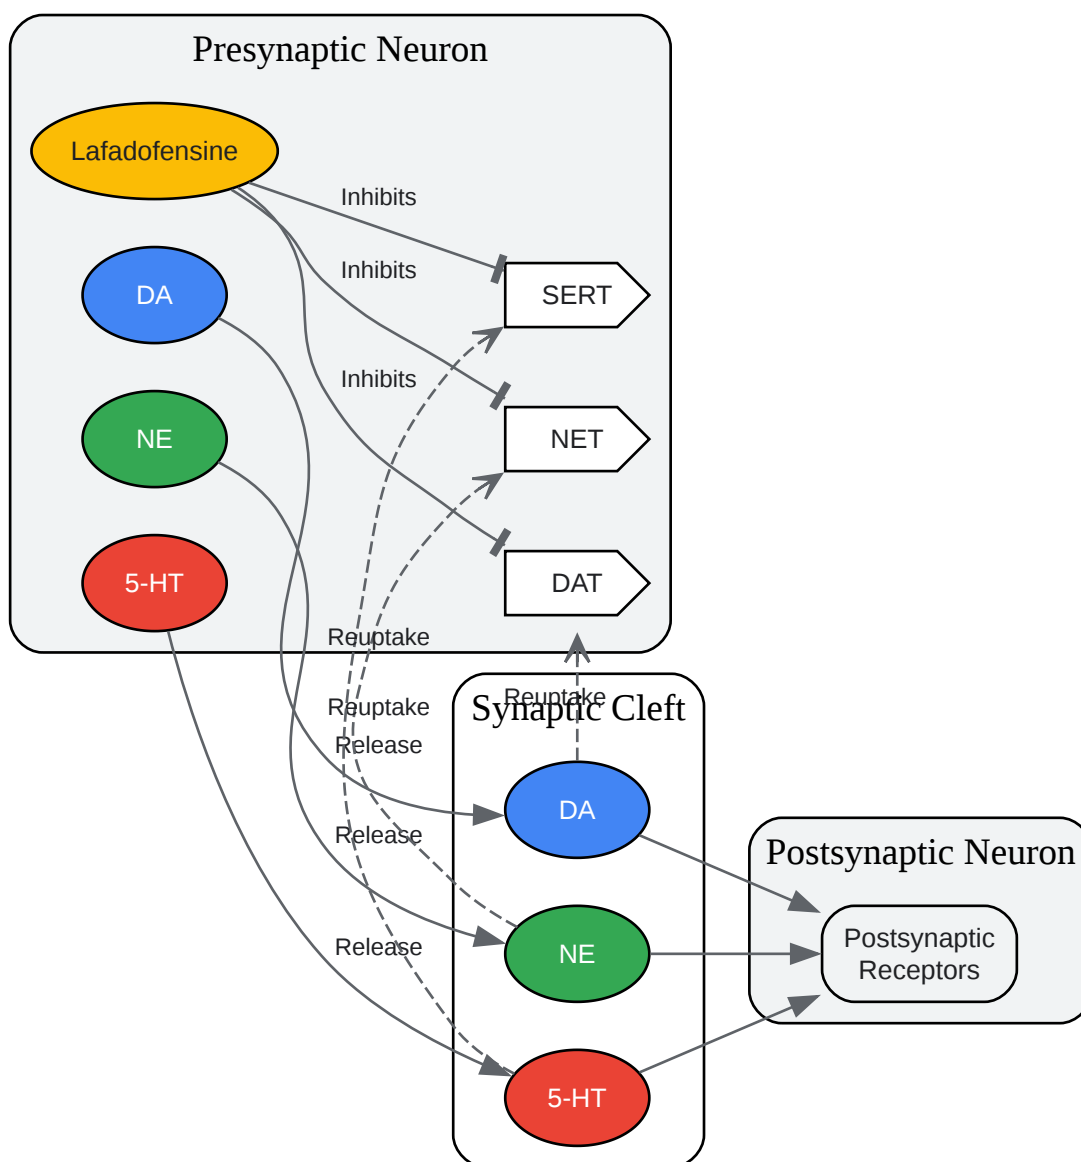 Presynaptic Neuron
Lafadofensine
Inhibits
DA
Inhibits
SERT
Inhibits
NE
NET
5-HT
DAT
Reuptake
Reuptake
Synaptic Cleft
Reuptake
Release
DA
Release
Postsynaptic Neuron
Release
NE
Postsynaptic
Receptors
5-HT